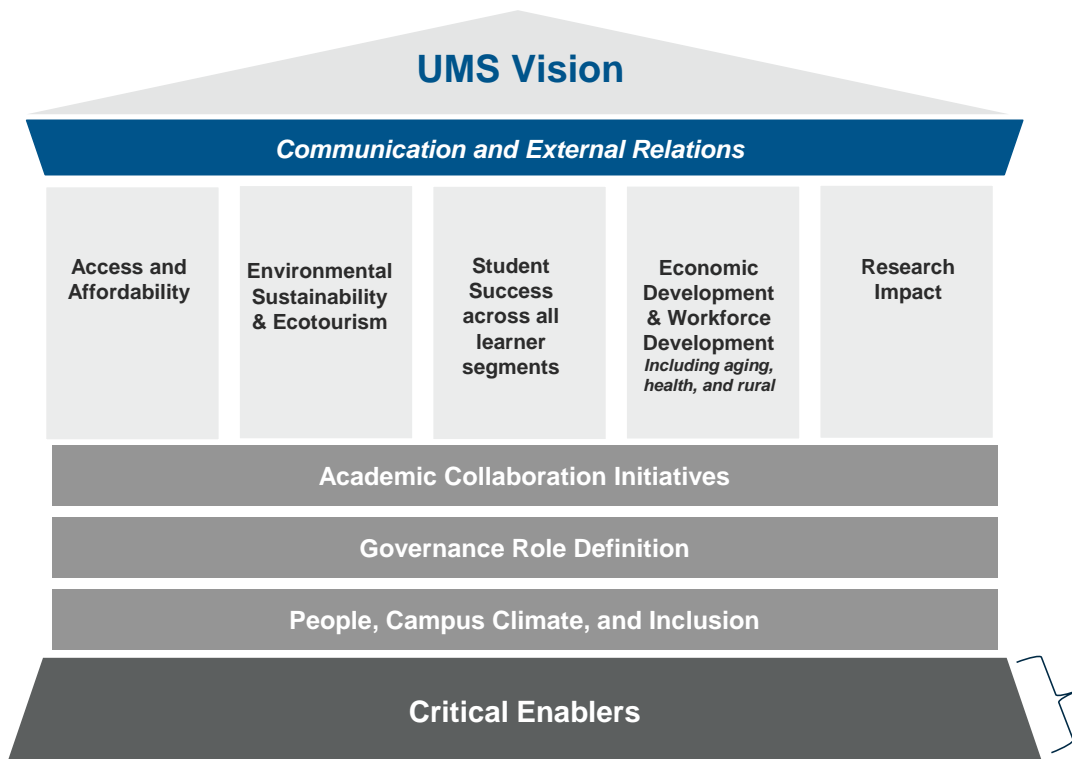 UMS Vision
Communication and External Relations
Access and
Affordability
Environmental
Sustainability
& Ecotourism
Student
Success
across all
learner
segments
Economic
Development
& Workforce
Development
Including aging,
health, and rural
Research
Impact
Academic Collaboration Initiatives
Governance Role Definition
People, Campus Climate, and Inclusion
Critical Enablers